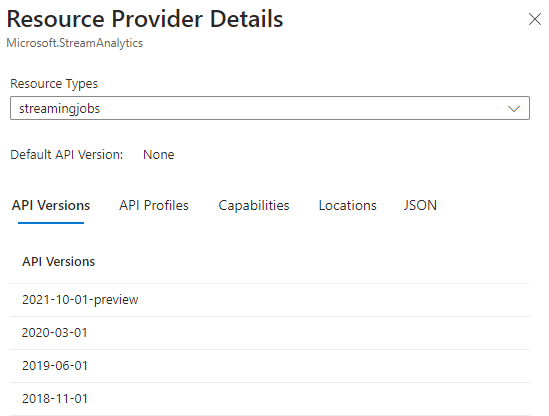 Resource Provider Details
Microsoft.StreamAnalytics
Resource Types
streamingjobs
Default API Version: None
API Versions API Profiles Capabilities Locations JSON
API Versions
2021-10-01-preview
2020-03-01
2019-06-01
2018-11-01